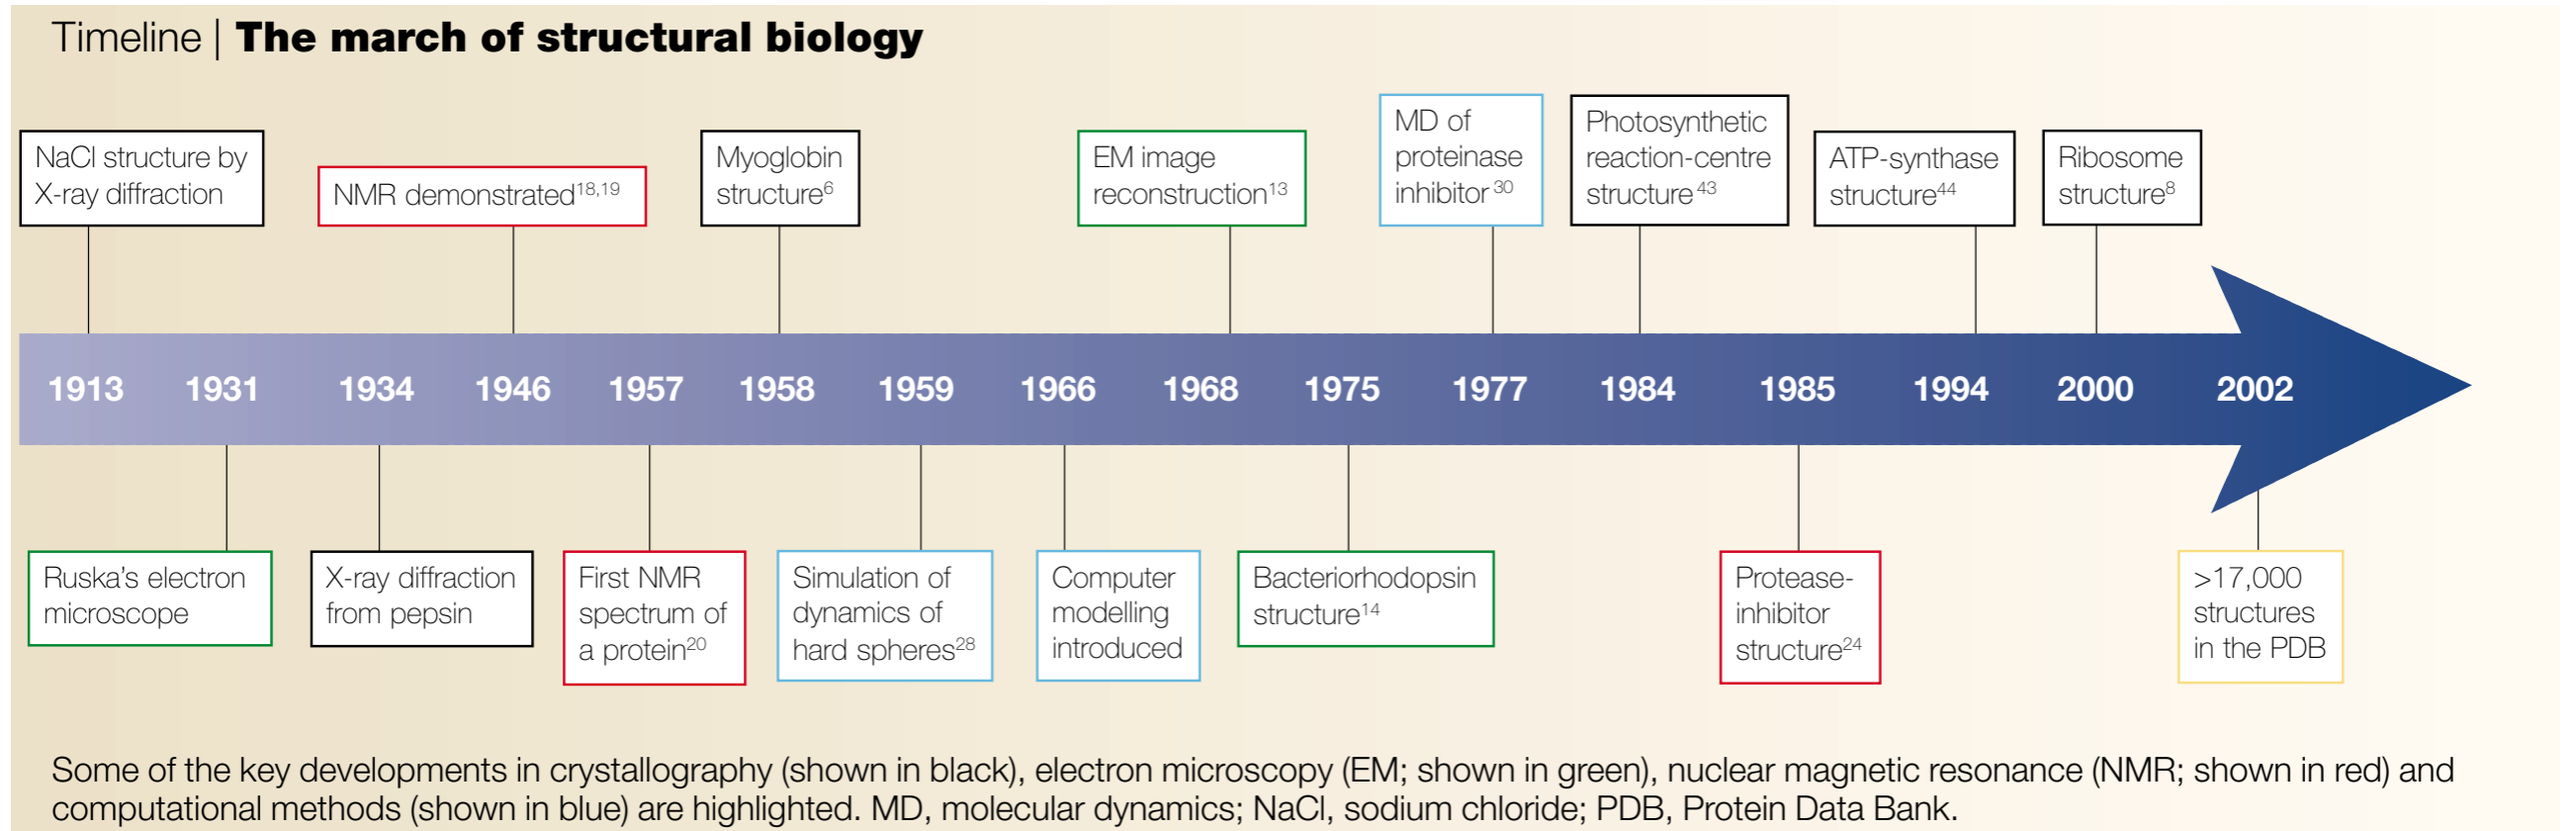 Timeline | The march of structural biology
NaCl structure by
X-ray diffraction
NMR demonstrated18,19
Myoglobin
structure6
EM image
reconstruction13
MD of
proteinase
inhibitor30
Photosynthetic
reaction-centre
structure43
ATP-synthase
structure44
Ribosome
structure8
1913 1931 1934 1946 1957 1958 1959 1966 1968 1975 1977 1984 1985 1994 2000 2002
Ruska's electron
microscope
X-ray diffraction
from pepsin
First NMR
spectrum of
a protein20
Simulation of
dynamics of
hard spheres28
Computer
modelling
introduced
Bacteriorhodopsin
structure14
Protease-
inhibitor
structure24
>17,000
structures
in the PDB
Some of the key developments in crystallography (shown in black), electron microscopy (EM; shown in green), nuclear magnetic resonance (NMR; shown in red) and
computational methods (shown in blue) are highlighted. MD, molecular dynamics; NaCl, sodium chloride; PDB, Protein Data Bank.